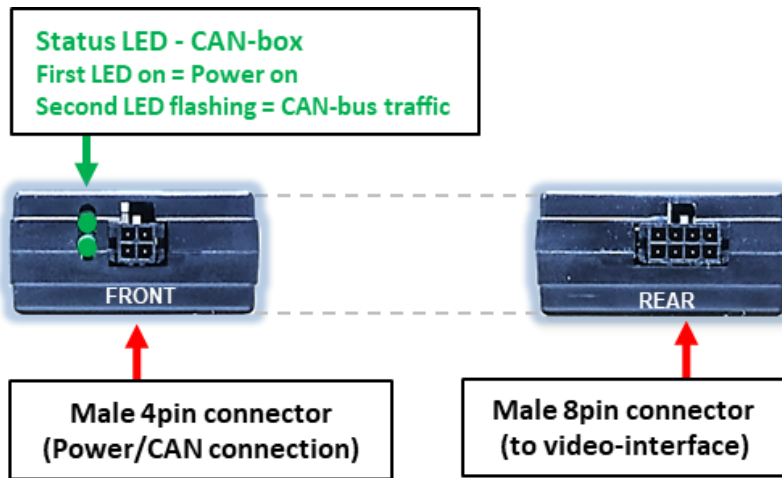 Status LED - CAN-box
First LED on = Power on
Second LED flashing = CAN-bus traffic
FRONT
REAR
Male 4pin connector
(Power/CAN connection)
Male 8pin connector
(to video-interface)